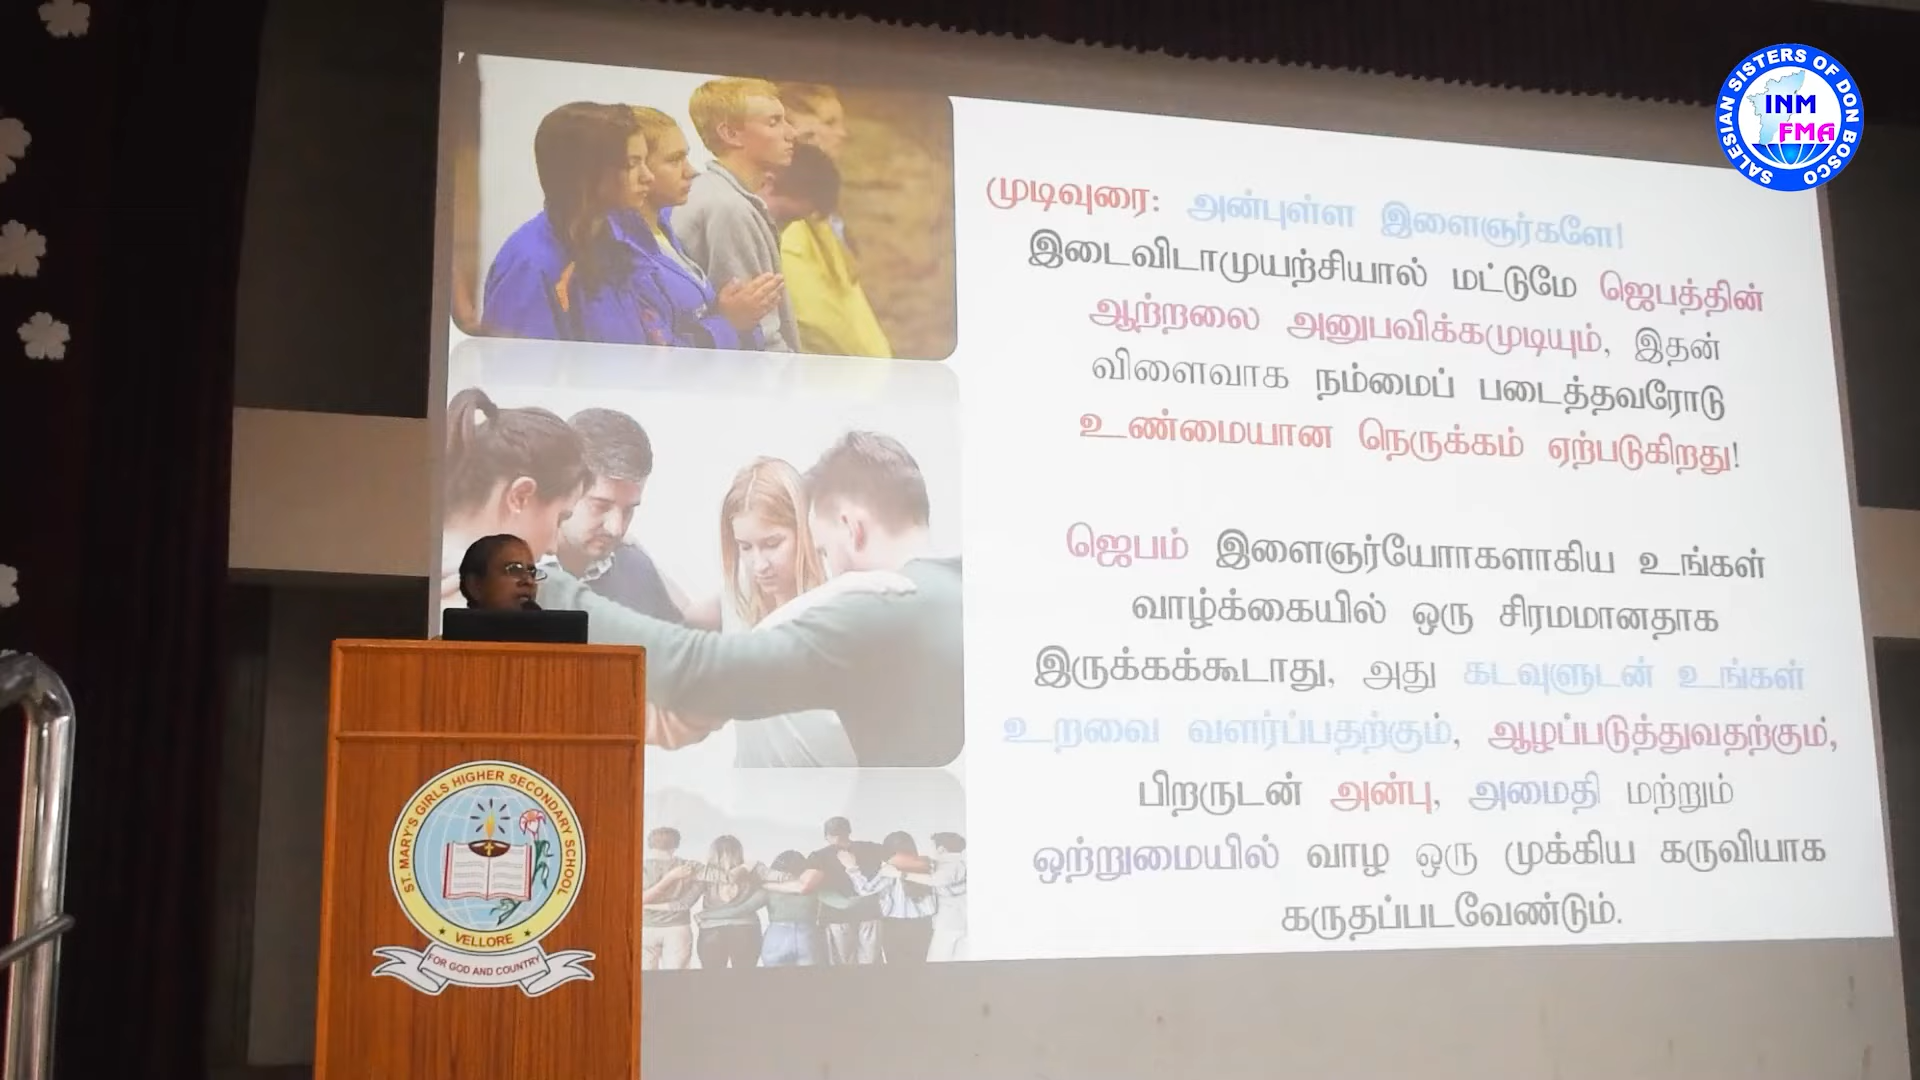 முடிவுரை: அன்புள்ள இளைஞர்களே!
இடைவிடாமுயற்சியால் மட்டுமே ஜெபத்தின்
ஆற்றலை அனுபவிக்கமுடியும், இதன்
விளைவாக நம்மைப் படைத்தவரோடு
உண்மையான நெருக்கம் ஏற்படுகிறது!
ஜெபம் இளைஞர்யோர்களாகிய உங்கள்
வாழ்க்கையில் ஒரு சிரமமானதாக
இருக்கக்கூடாது, அது கடவுளுடன் உங்கள்
உறவை வளர்ப்பதற்கும், ஆழப்படுத்துவதற்கும்,
பிறருடன் அன்பு, அமைதி மற்றும்
ஒற்றுமையில் வாழ ஒரு முக்கிய கருவியாக
கருதப்படவேண்டும்.
SALESIAN SISTERS OF DON BOSCO
INM
FMA
ST. MARY'S GIRLS HIGHER SECONDARY SCHOOL
VELLORE
FOR GOD AND COUNTRY